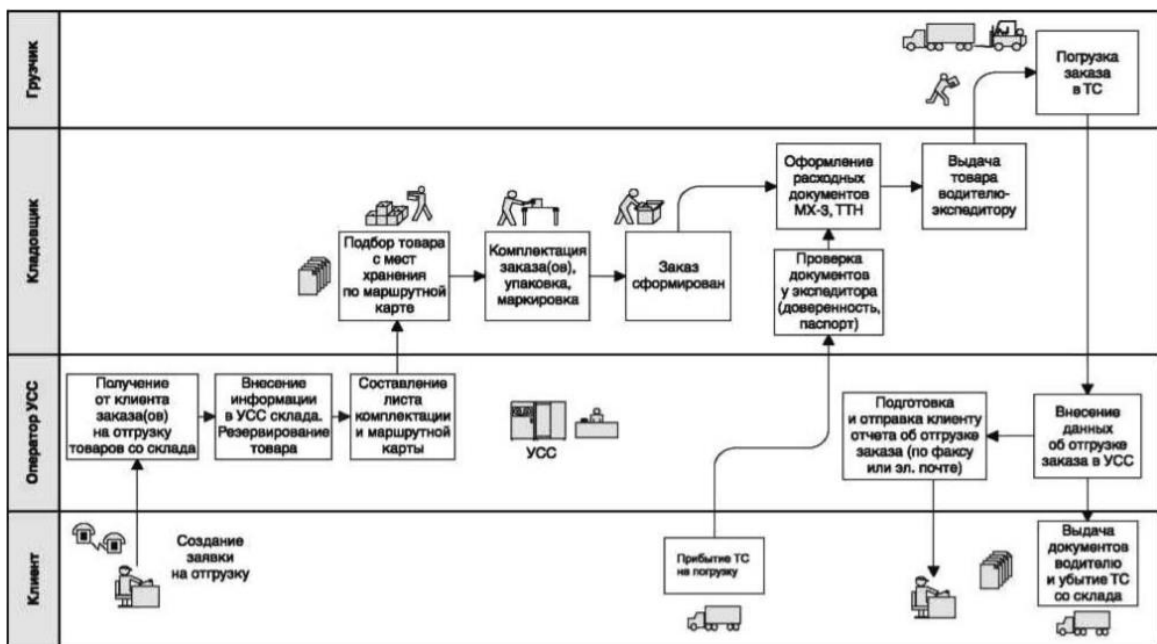 Грузчик
Погрузка
заказа
в ТС
Кладовщик
Подбор товара
с мест
хранения
по маршрутной
карте
Комплектация
заказа(ов),
упаковка,
маркировка
Заказ
сформирован
Оформление
расходных
документов
МХ-3, ТТН
Выдача
товара
водителю-
экспедитору
Проверка
документов
у экспедитора
(доверенность,
паспорт)
Оператор УСС
Получение
от клиента
заказа(ов)
на отгрузку
товаров со склада
Внесение
информации
в УСС склада.
Резервирование
товара
Составление
листа
комплектации
и маршрутной
карты
УСС
Подготовка
и отправка клиенту
отчета об отгрузке
заказа (по факсу
или эл. почте)
Внесение
данных
об отгрузке
заказа в УСС
Клиент
Создание
заявки
на отгрузку
Прибытие ТС
на погрузку
Выдача
документов
водителю
и убытие ТС
со склада